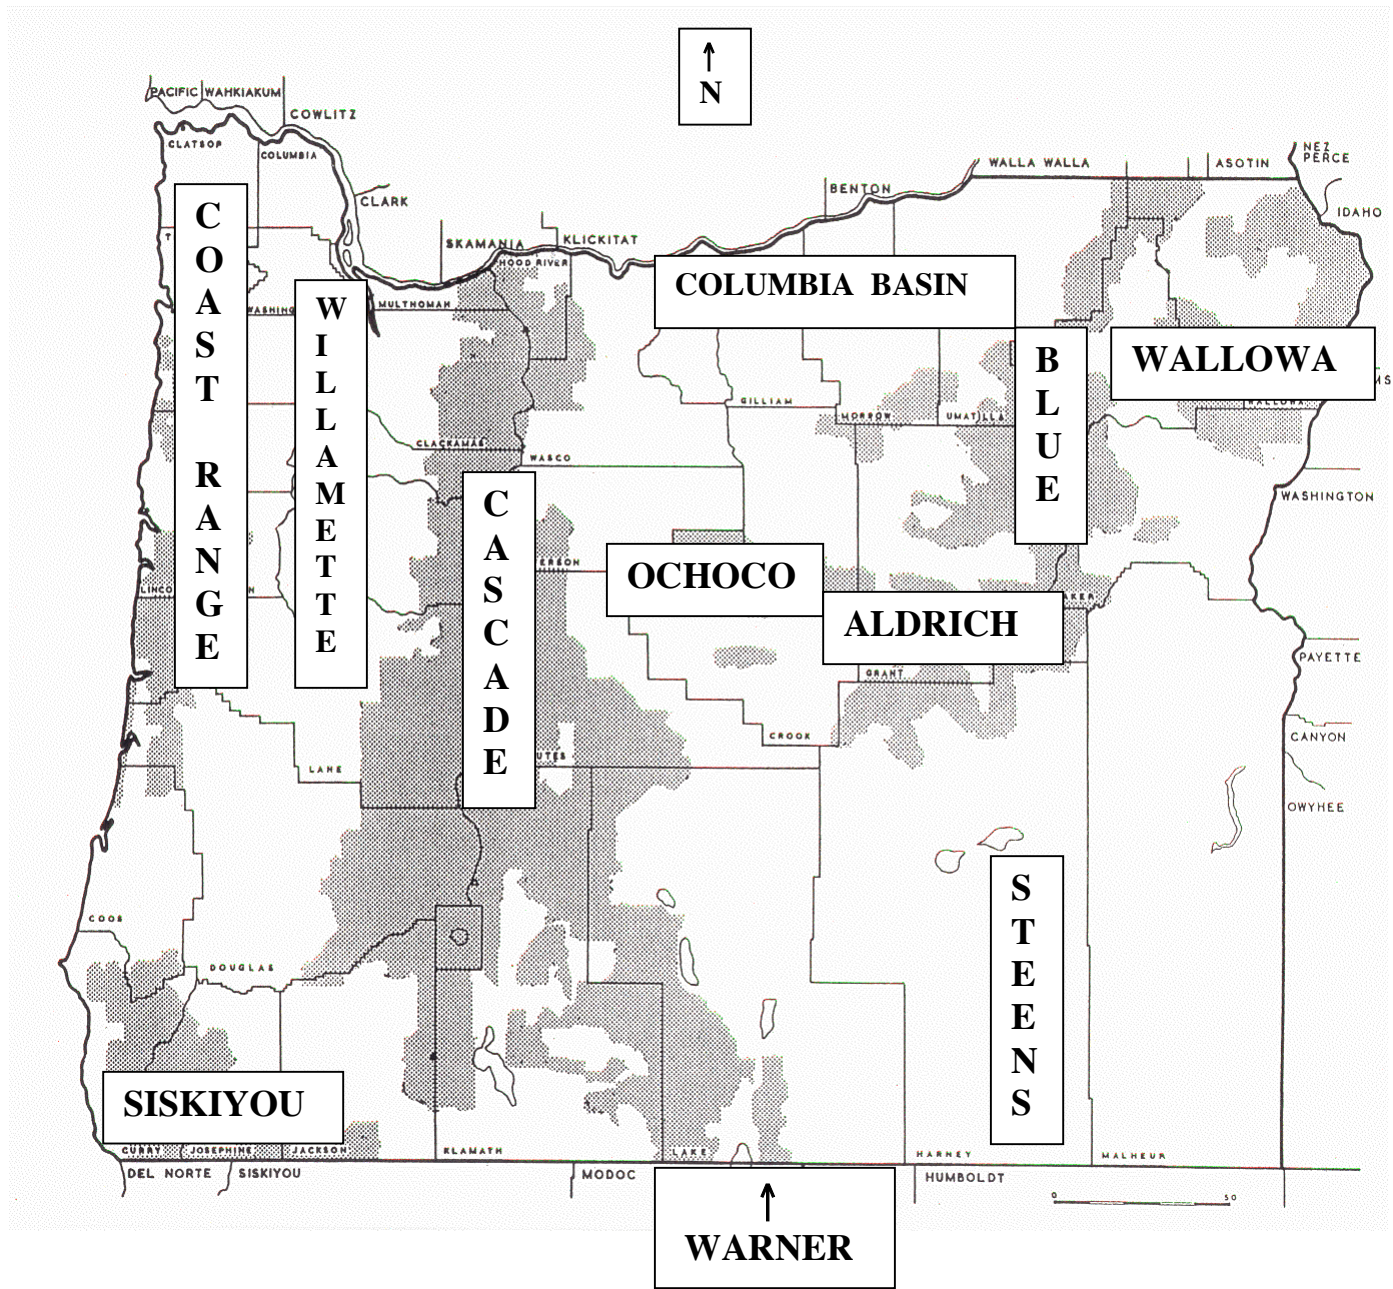 ↑
N
PACIFIC
WAHKIAKUM
COWLITZ
CLATSOP
COLUMBIA
CLARK
SKAMANIA
KLICKITAT
BENTON
WALLA WALLA
ASOTIN
NEZ
PERCE
IDAHO
HOOD RIVER
MULTNOMAH
COAST RANGE
WILLAMETTE
COLUMBIA BASIN
BLUE
WALLOWA
WALLOWA
GILLIAM
MORROW
UMATILLA
CLACKAMAS
WASCO
CASCADE
WASHINGTON
OCHOCO
ALDRICH
GRANT
PAYETTE
CROOK
CANYON
OWYHEE
LANE
COOS
DOUGLAS
STEENS
SISKIYOU
CURRY
JOSEPHINE
JACKSON
KLAMATH
LAKE
HARNEY
MALHEUR
DEL NORTE
SISKIYOU
MODOC
HUMBOLDT
0 50
↑
WARNER